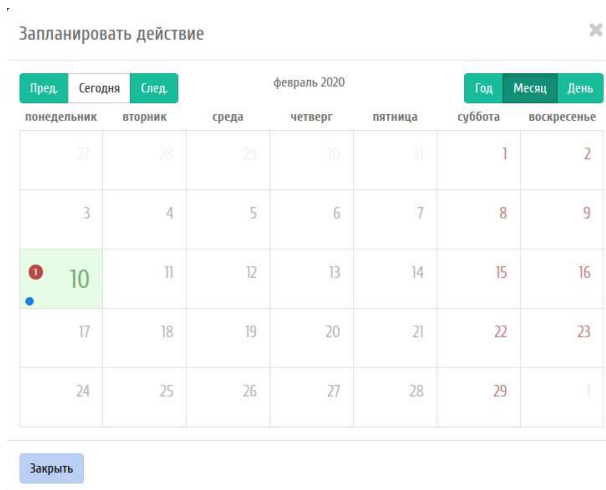 Запланировать действие ×
Пред. Сегодня След. февраль 2020 Год Месяц День
понедельник вторник среда четверг пятница суббота воскресенье
27 28 29 30 31 1 2
3 4 5 6 7 8 9
1 10 11 12 13 14 15 16
17 18 19 20 21 22 23
24 25 26 27 28 29 1
Закрыть